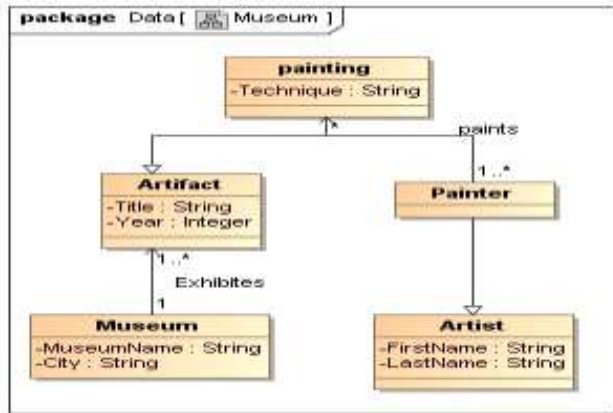 package Data [ Museum ]
painting
-Technique : String
*
paints
Artifact
-Title : String
-Year : Integer
1..*
Painter
1..*
Exhibites
1
Museum
-MuseumName : String
-City : String
Artist
-FirstName : String
-LastName : String